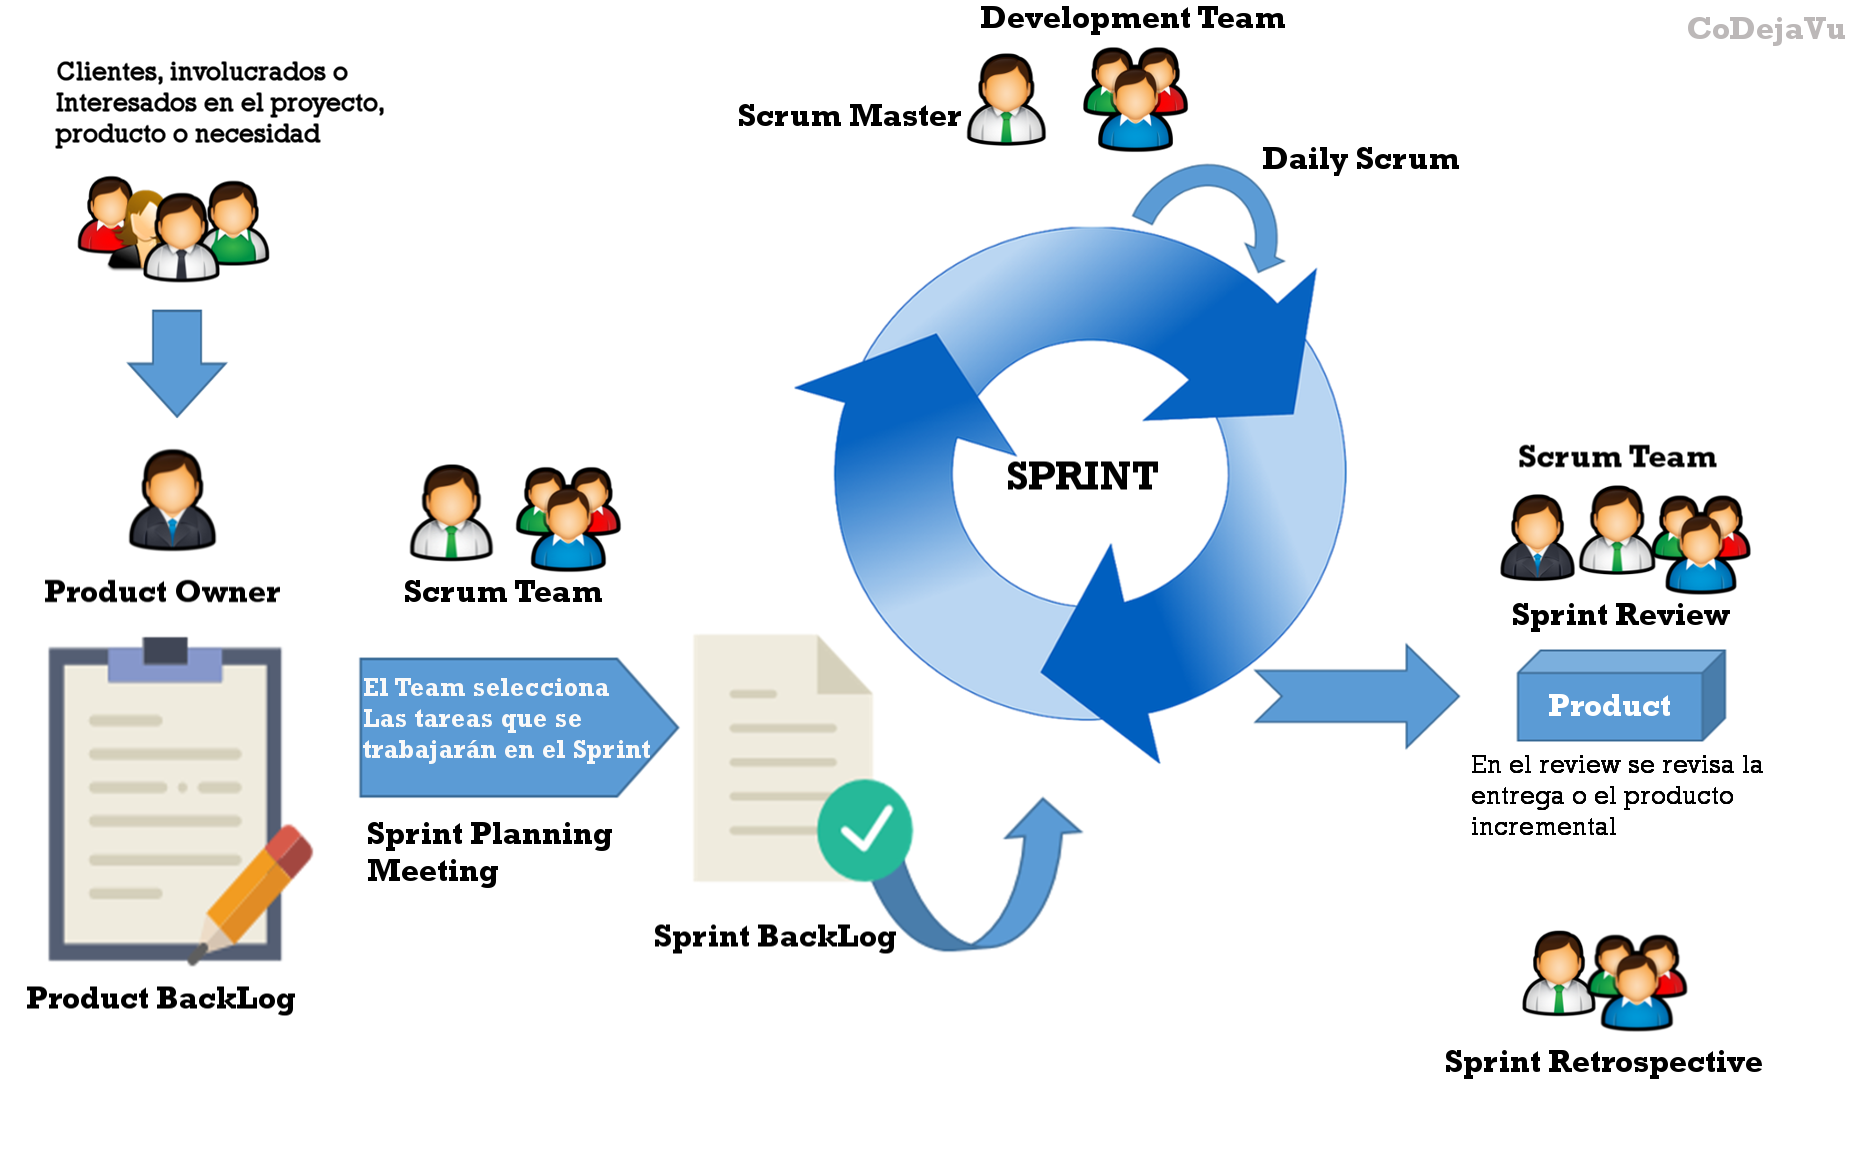 CoDejaVu
Development Team
Scrum Master
Daily Scrum
Clientes, involucrados o
Interesados en el proyecto,
producto o necesidad
Product Owner
Product BackLog
Scrum Team
El Team selecciona
Las tareas que se
trabajarán en el Sprint
Sprint Planning
Meeting
Sprint BackLog
SPRINT
Scrum Team
Sprint Review
Product
En el review se revisa la
entrega o el producto
incremental
Sprint Retrospective